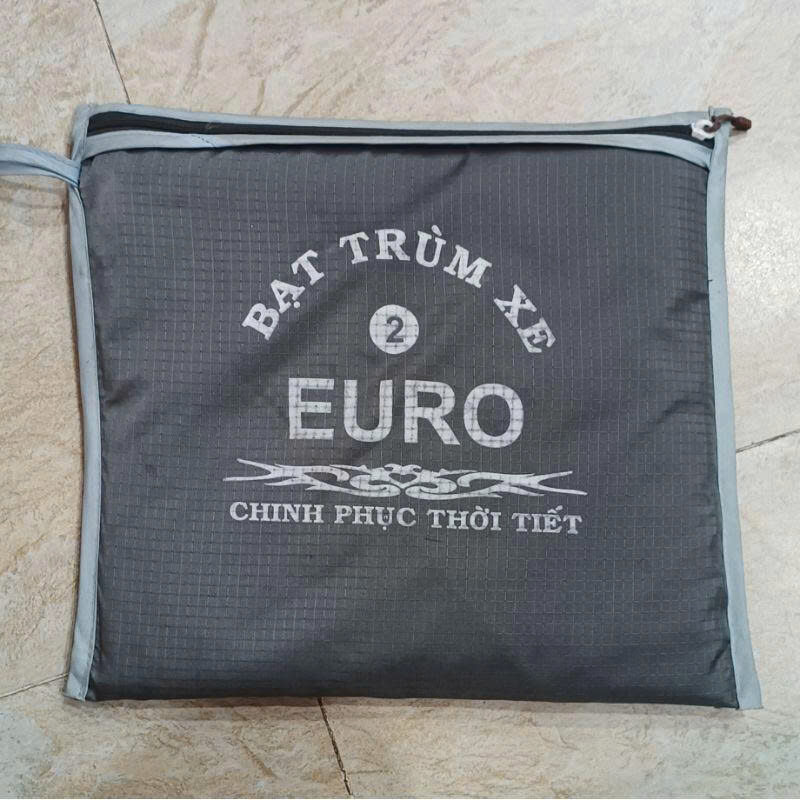 BẠT TRÙM XE
2
EURO
CHINH PHỤC THỜI TIẾT